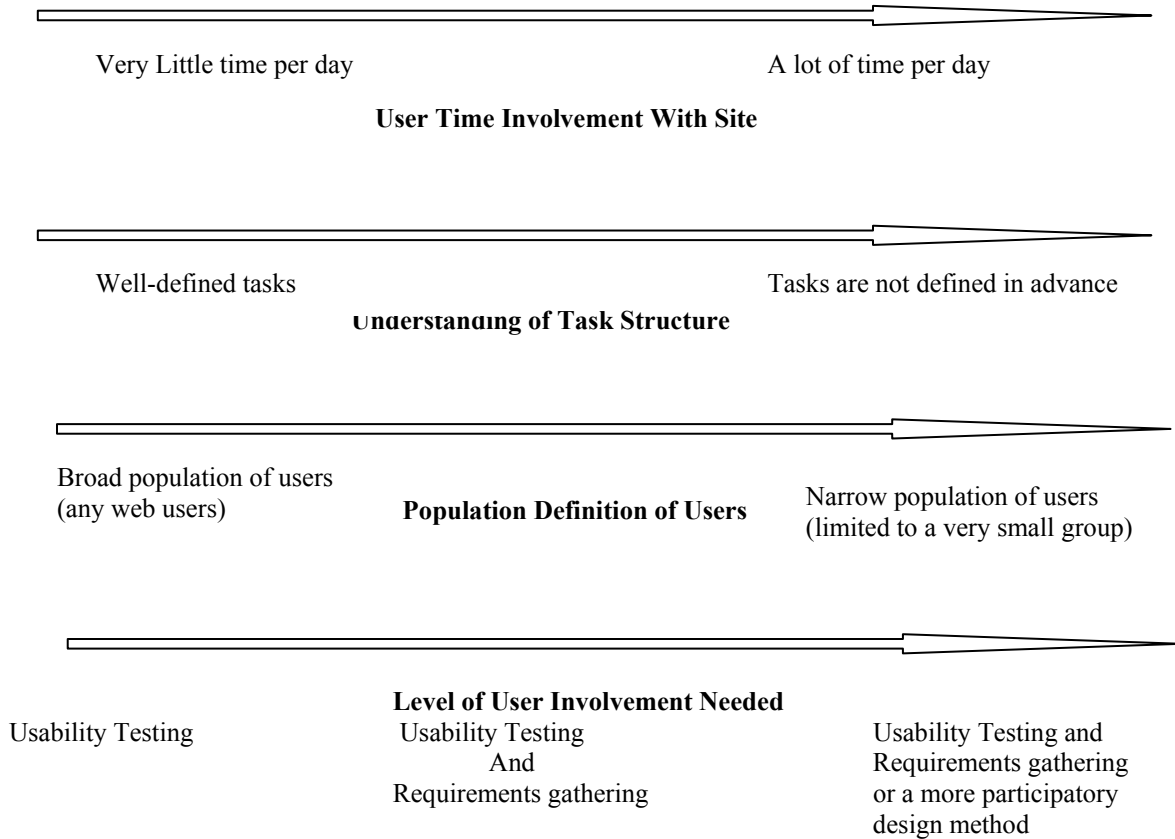 Very Little time per day
A lot of time per day
User Time Involvement With Site
Well-defined tasks
Tasks are not defined in advance
Understanding of Task Structure
Broad population of users
(any web users)
Population Definition of Users
Narrow population of users
(limited to a very small group)
Level of User Involvement Needed
Usability Testing
Usability Testing
And
Requirements gathering
Usability Testing and
Requirements gathering
or a more participatory
design method